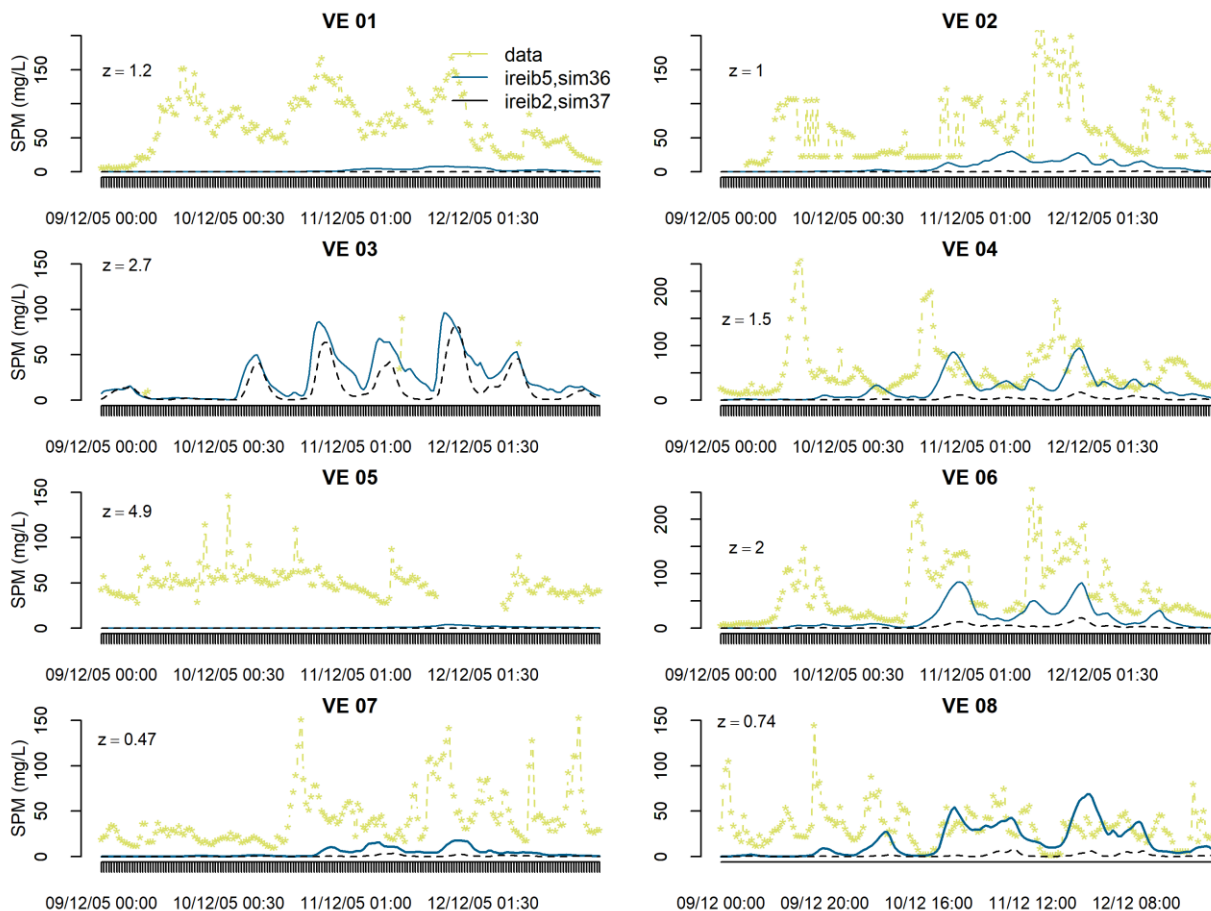 VE 01
VE 02
SPM (mg/L)
0
50
150
z = 1.2
data
ireib5,sim36
ireib2,sim37
0
50
150
z = 1
09/12/05 00:00
10/12/05 00:30
11/12/05 01:00
12/12/05 01:30
09/12/05 00:00
10/12/05 00:30
11/12/05 01:00
12/12/05 01:30
VE 03
VE 04
SPM (mg/L)
0
50
100
150
z = 2.7
0
100
200
z = 1.5
09/12/05 00:00
10/12/05 00:30
11/12/05 01:00
12/12/05 01:30
09/12/05 00:00
10/12/05 00:30
11/12/05 01:00
12/12/05 01:30
VE 05
VE 06
SPM (mg/L)
0
50
100
150
z = 4.9
0
100
200
z = 2
09/12/05 00:00
10/12/05 00:30
11/12/05 01:00
12/12/05 01:30
09/12/05 00:00
10/12/05 00:30
11/12/05 01:00
12/12/05 01:30
VE 07
VE 08
SPM (mg/L)
0
50
100
150
z = 0.47
0
50
100
150
z = 0.74
09/12/05 00:00
10/12/05 00:30
11/12/05 01:00
12/12/05 01:30
09/12 00:00
09/12 20:00
10/12 16:00
11/12 12:00
12/12 08:00